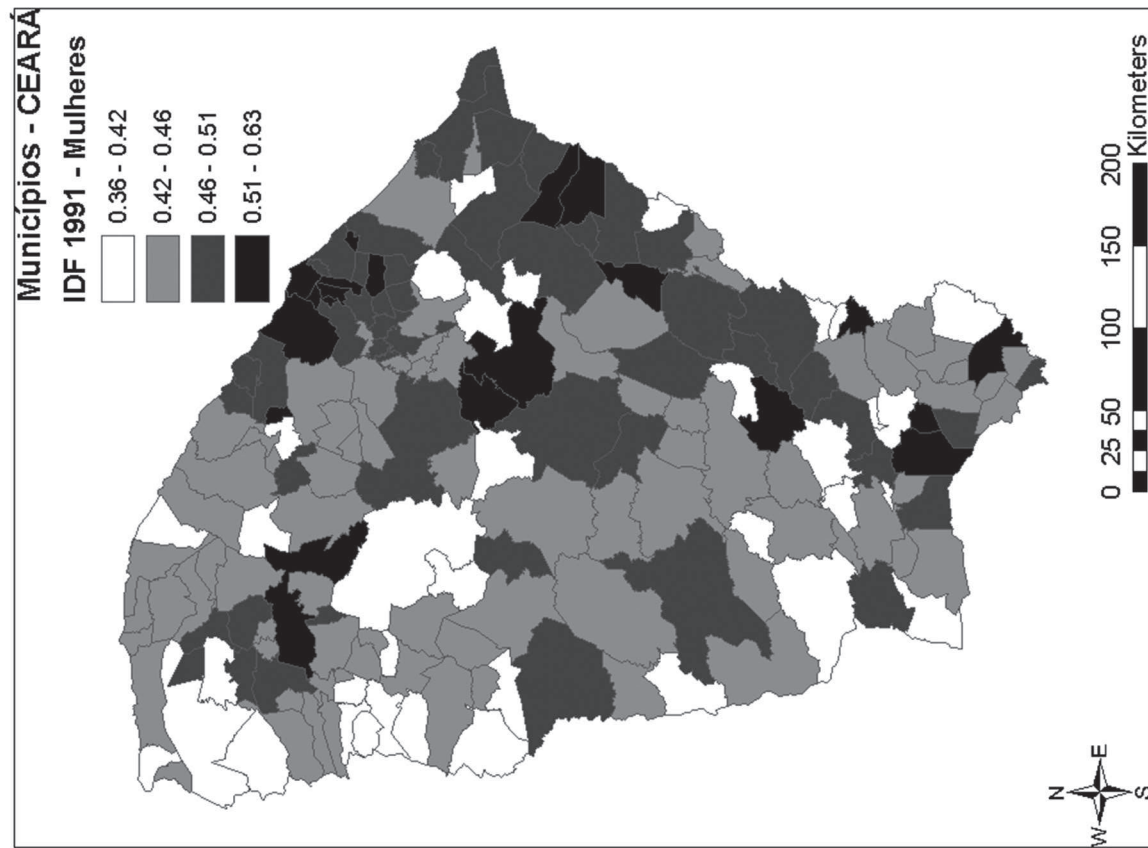 Municípios - CEARÁ
IDF 1991 - Mulheres
0.36 - 0.42
0.42 - 0.46
0.46 - 0.51
0.51 - 0.63
N
W E
S
0 25 50 100 150 200
Kilometers